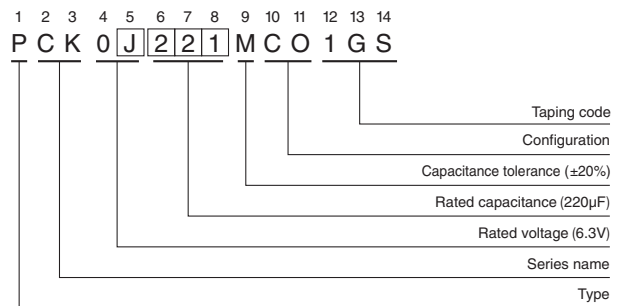 1 2 3 4 5 6 7 8 9 10 11 12 13 14
P C K 0 J 2 2 1 M C O 1 G S
Taping code
Configuration
Capacitance tolerance (±20%)
Rated capacitance (220µF)
Rated voltage (6.3V)
Series name
Type